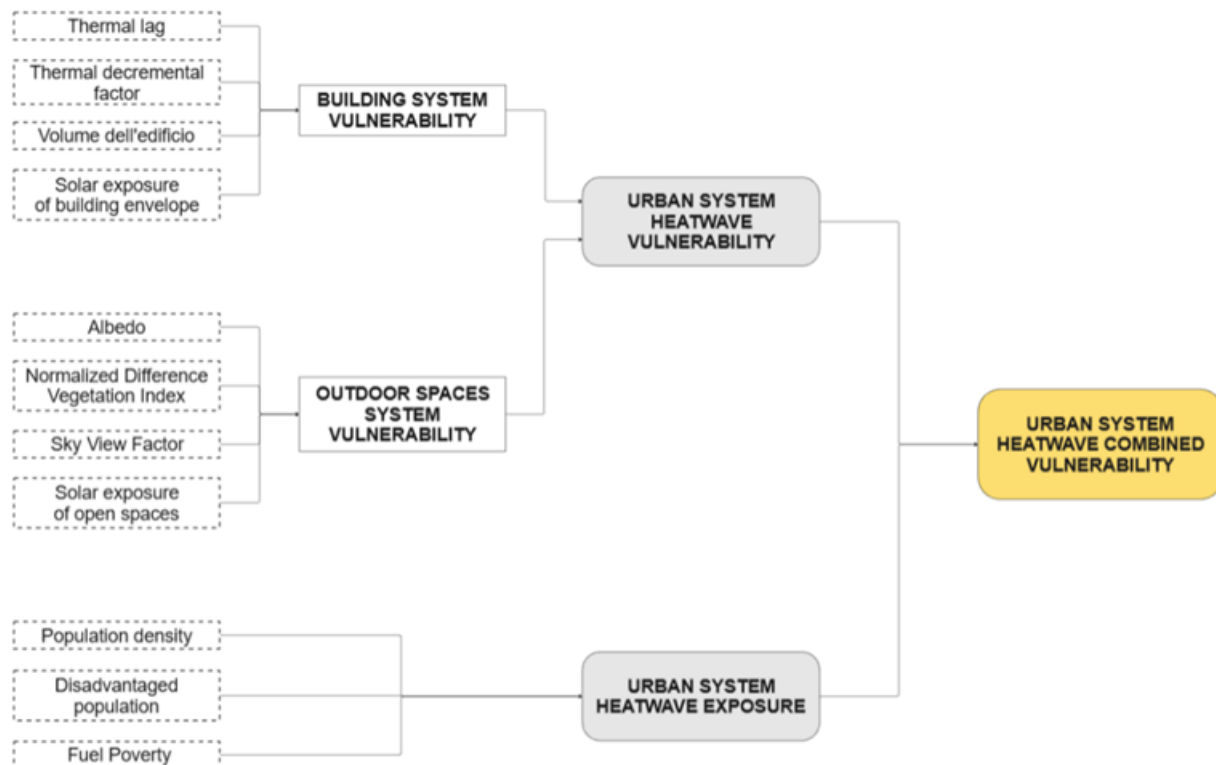 Thermal lag
Thermal decremental
factor
Volume dell'edificio
Solar exposure
of building envelope
BUILDING SYSTEM
VULNERABILITY
URBAN SYSTEM
HEATWAVE
VULNERABILITY
Albedo
Normalized Difference
Vegetation Index
Sky View Factor
Solar exposure
of open spaces
OUTDOOR SPACES
SYSTEM
VULNERABILITY
URBAN SYSTEM
HEATWAVE COMBINED
VULNERABILITY
Population density
Disadvantaged
population
Fuel Poverty
URBAN SYSTEM
HEATWAVE EXPOSURE